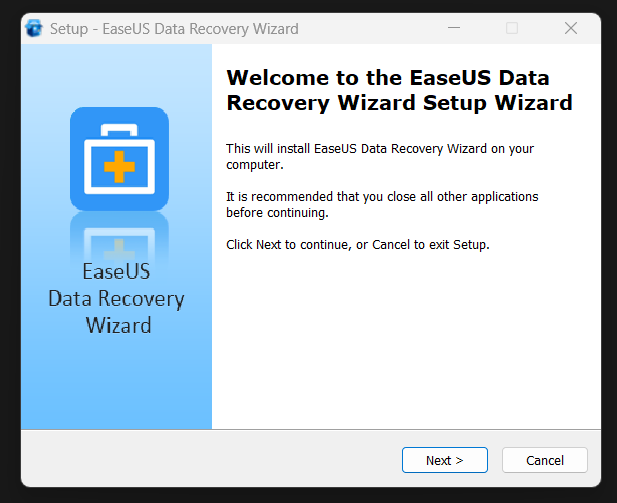 Setup - EaseUS Data Recovery Wizard
EaseUS
Data Recovery
Wizard
Welcome to the EaseUS Data
Recovery Wizard Setup Wizard
This will install EaseUS Data Recovery Wizard on your
computer.
It is recommended that you close all other applications
before continuing.
Click Next to continue, or Cancel to exit Setup.
Next >
Cancel